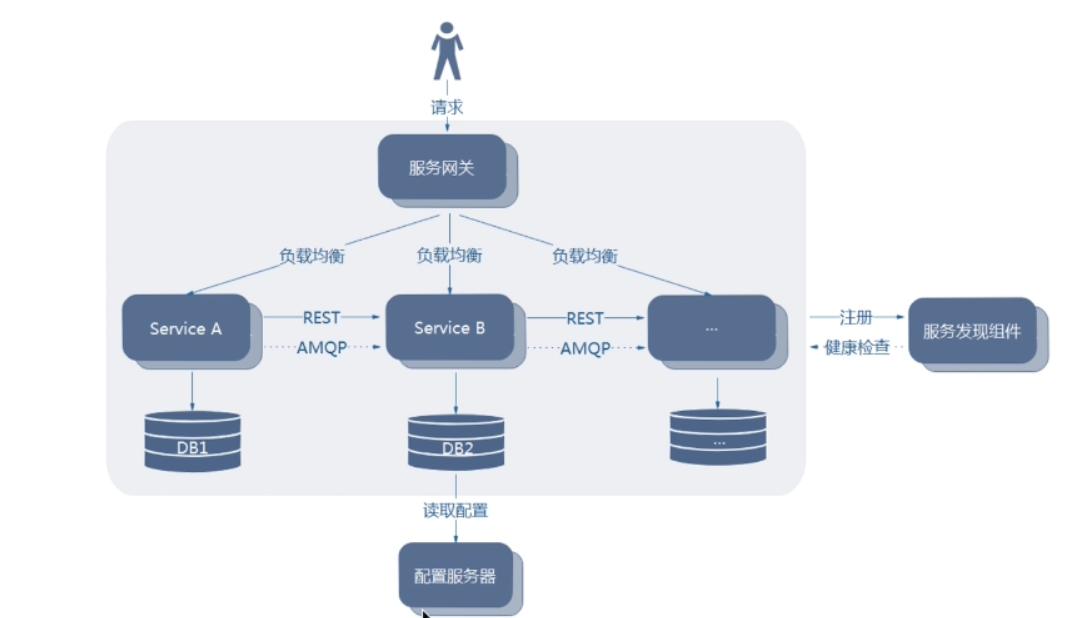 请求
服务网关
负载均衡
负载均衡
负载均衡
Service A
REST
AMQP
Service B
REST
AMQP
...
注册
健康检查
服务发现组件
DB1
DB2
...
读取配置
配置服务器